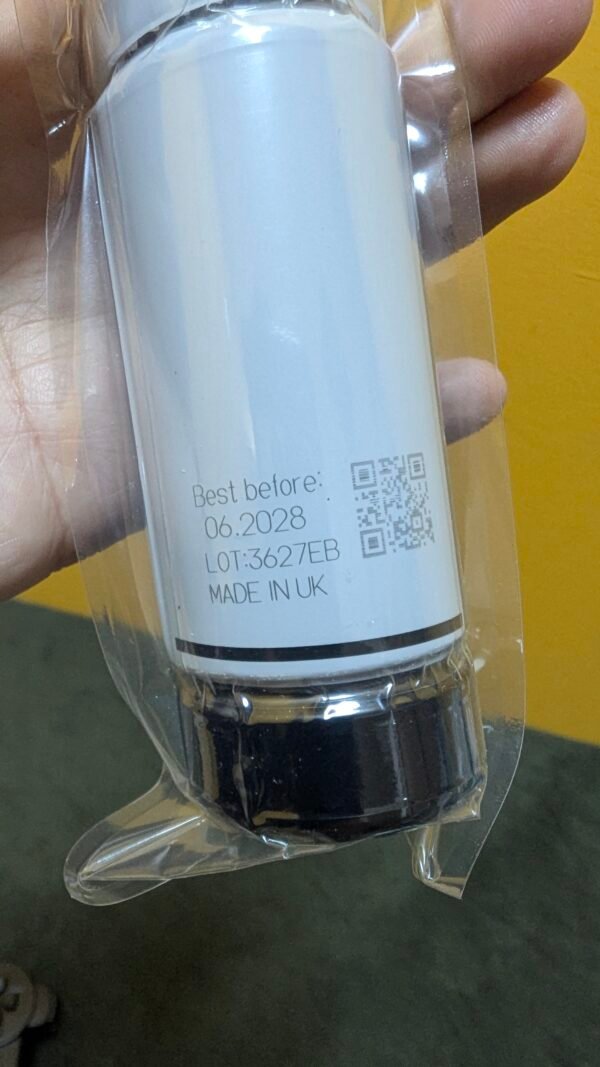 Best before:
06.2028
LOT:3627EB
MADE IN UK